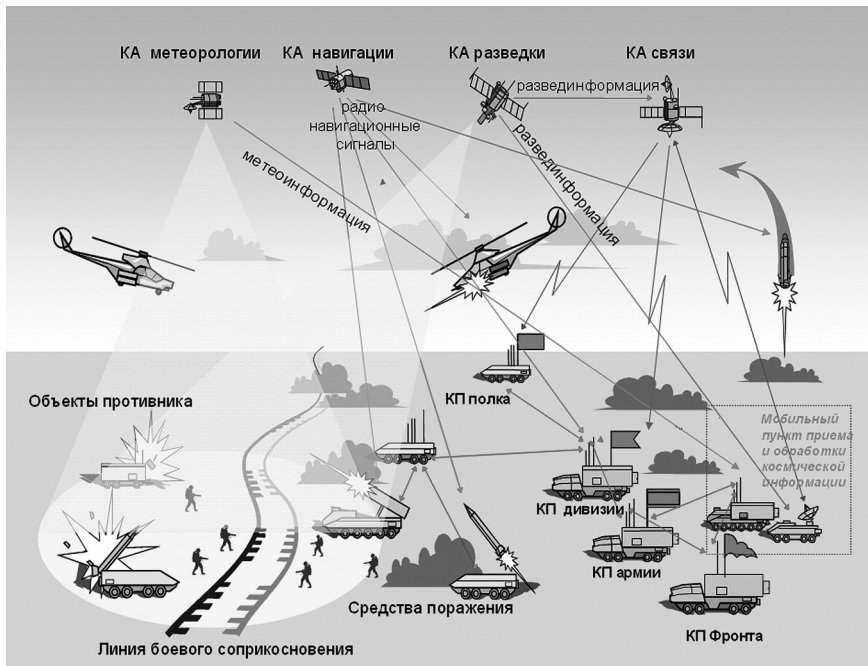 КА метеорологии
КА навигации
КА разведки
КА связи
развединформация
радио
навигационные
сигналы
метеоинформация
развединформация
КП полка
Объекты противника
Мобильный
пункт приема
и обработки
космической
информации
КП дивизии
КП армии
Средства поражения
КП Фронта
Линия боевого соприкосновения